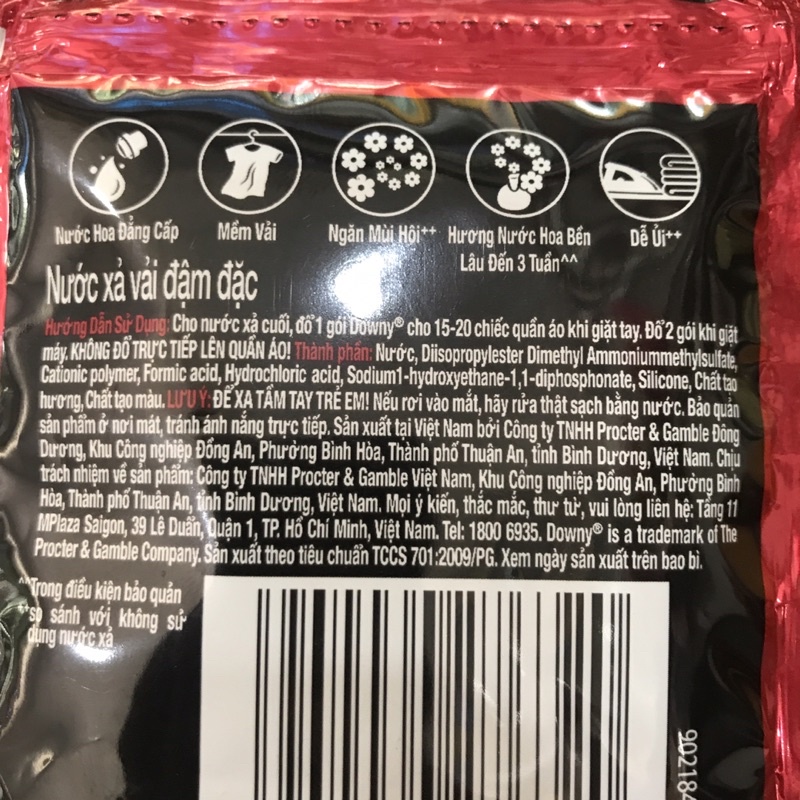 Nước Hoa Đẳng Cấp
Mềm Vải
Ngăn Mùi Hôi++
Hương Nước Hoa Bền
Lâu Đến 3 Tuần^^
Dễ Ủi++
Nước xả vải đậm đặc
Hướng Dẫn Sử Dụng: Cho nước xả cuối, đổ 1 gói Downy® cho 15-20 chiếc quần áo khi giặt tay. Đổ 2 gói khi giặt
máy. KHÔNG ĐỔ TRỰC TIẾP LÊN QUẦN ÁO! Thành phần: Nước, Diisopropylester Dimethyl Ammoniummethylsulfate,
Cationic polymer, Formic acid, Hydrochloric acid, Sodium1-hydroxyethane-1,1-diphosphonate, Silicone, Chất tạo
hương, Chất tạo màu. LƯU Ý: ĐỂ XA TẦM TAY TRẺ EM! Nếu rơi vào mắt, hãy rửa thật sạch bằng nước. Bảo quản
sản phẩm ở nơi mát, tránh ánh nắng trực tiếp. Sản xuất tại Việt Nam bởi Công ty TNHH Procter & Gamble Đông
Dương, Khu Công nghiệp Đồng An, Phường Bình Hòa, Thành phố Thuận An, tỉnh Bình Dương, Việt Nam. Chịu
trách nhiệm về sản phẩm: Công ty TNHH Procter & Gamble Việt Nam, Khu Công nghiệp Đồng An, Phường Bình
Hòa, Thành phố Thuận An, tỉnh Bình Dương, Việt Nam. Mọi ý kiến, thắc mắc, thư từ, vui lòng liên hệ: Tầng 11
MPlaza Saigon, 39 Lê Duẩn, Quận 1, TP. Hồ Chí Minh, Việt Nam. Tel: 1800 6935. Downy® is a trademark of The
Procter & Gamble Company. Sản xuất theo tiêu chuẩn TCCS 701:2009/PG. Xem ngày sản xuất trên bao bì.
^^Trong điều kiện bảo quản
++so sánh với không sử
dụng nước xả